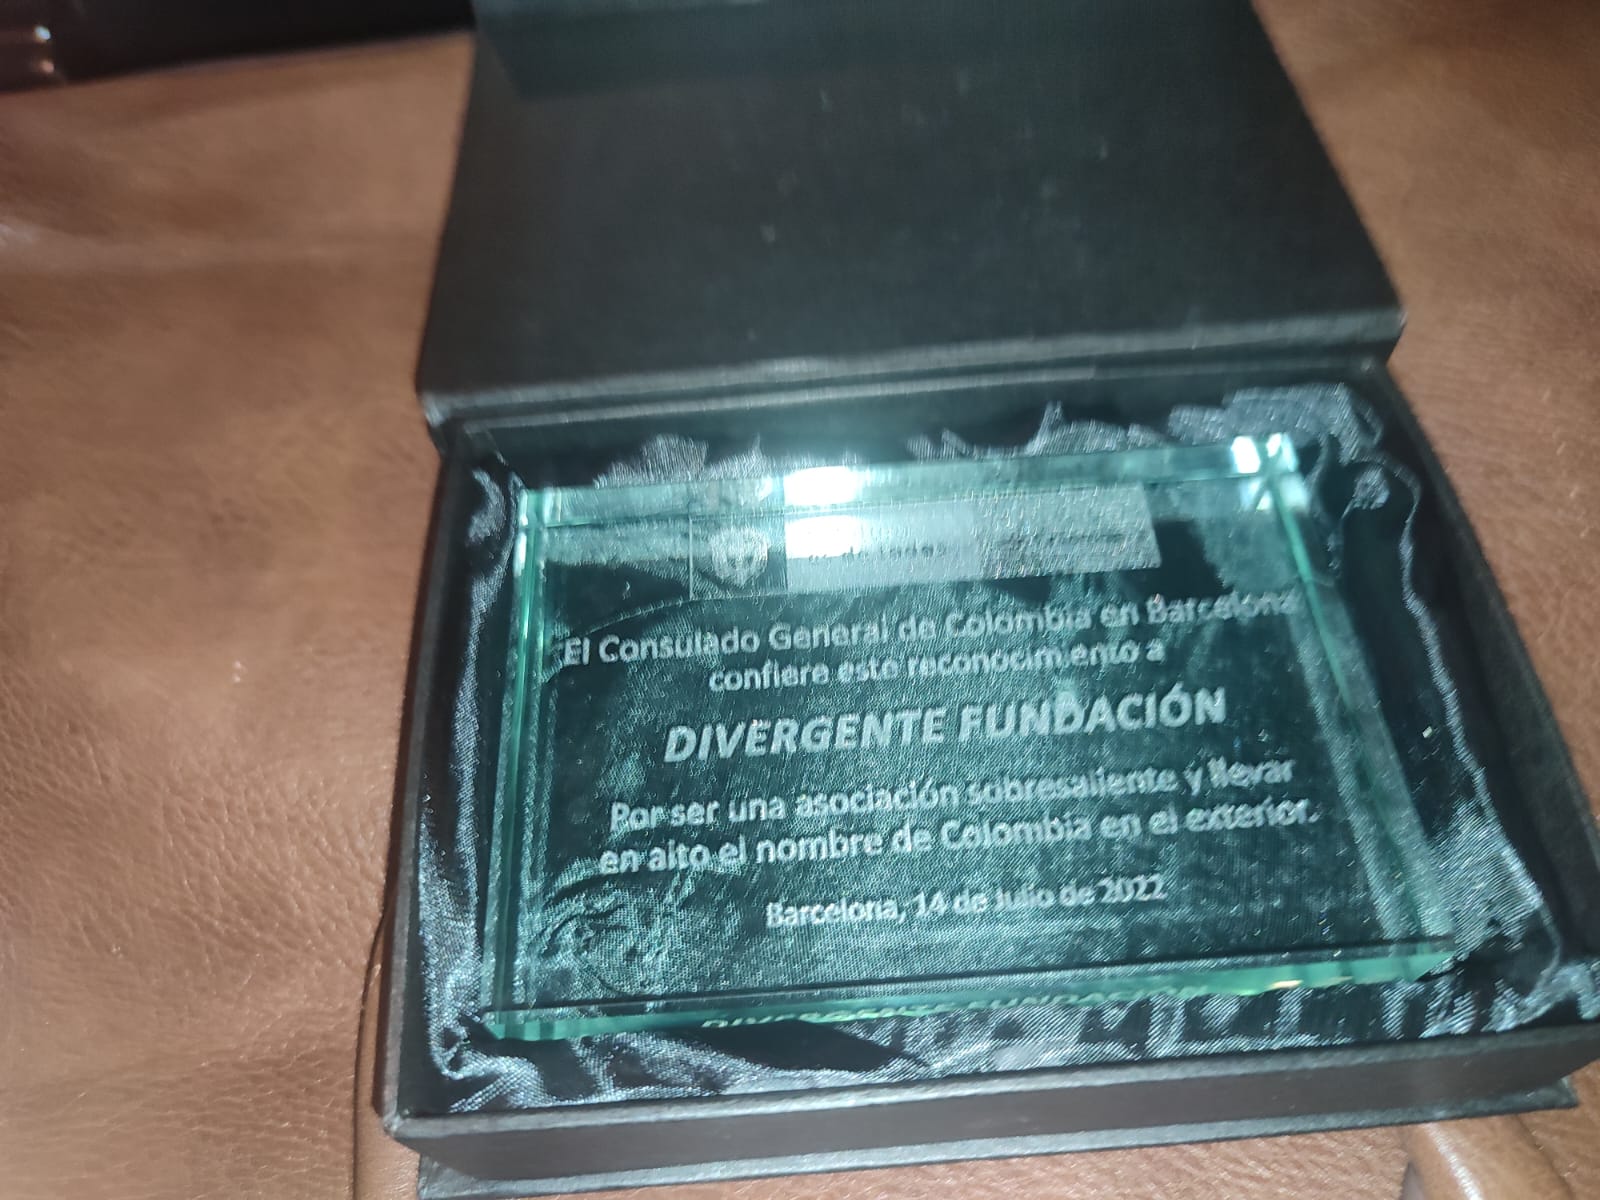 El Consulado General de Colombia en Barcelona
confiere este reconocimiento a
DIVERGENTE FUNDACIÓN
Por ser una asociación sobresaliente y llevar
en alto el nombre de Colombia en el exterior.
Barcelona, 14 de Julio de 2022